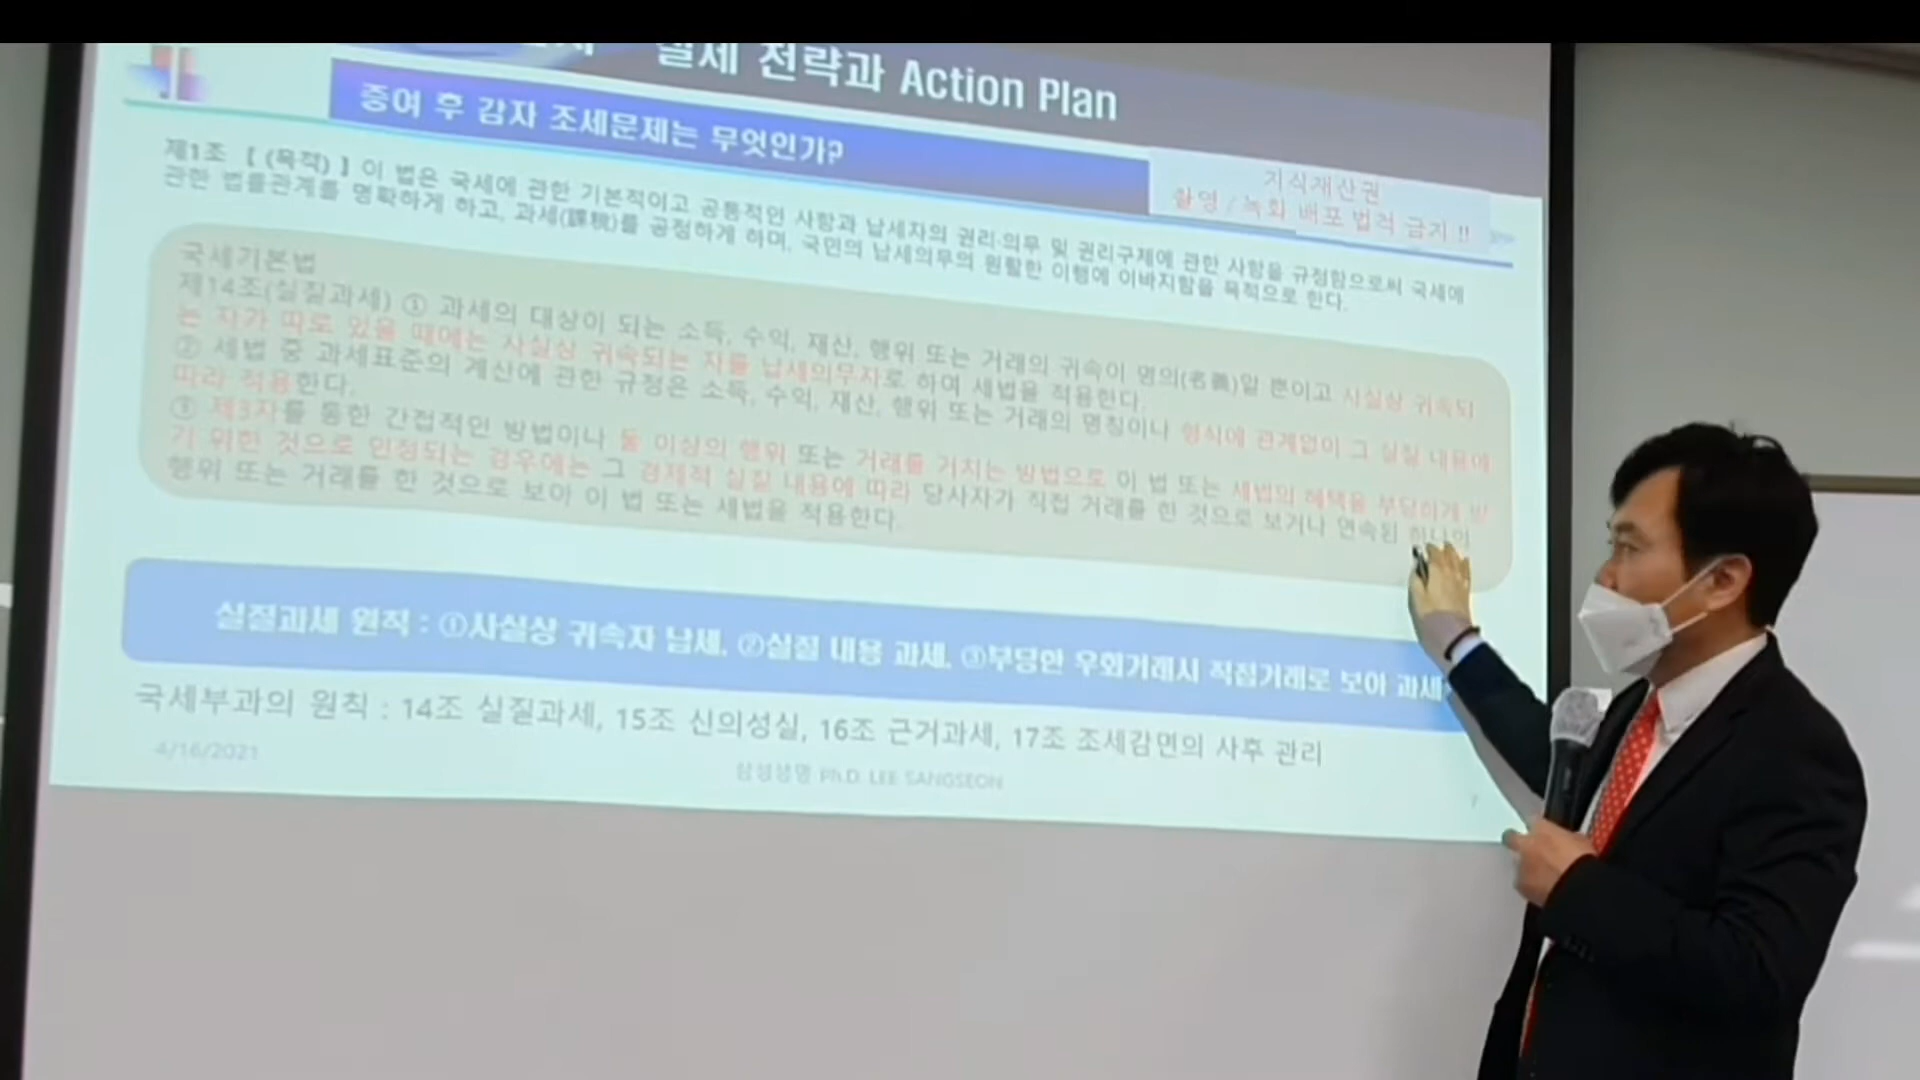 절세 전략과 Action Plan
증여 후 감자 조세문제는 무엇인가?
지식재산권
촬영 / 녹화 배포 법적 금지 !!
제1조 【 (목적) 】 이 법은 국세에 관한 기본적이고 공통적인 사항과 납세자의 권리·의무 및 권리구제에 관한 사항을 규정함으로써 국세에
관한 법률관계를 명확하게 하고, 과세(課稅)를 공정하게 하며, 국민의 납세의무의 원활한 이행에 이바지함을 목적으로 한다.
국세기본법
제14조(실질과세) ① 과세의 대상이 되는 소득, 수익, 재산, 행위 또는 거래의 귀속이 명의(名義)일 뿐이고 사실상 귀속되
는 자가 따로 있을 때에는 사실상 귀속되는 자를 납세의무자로 하여 세법을 적용한다.
② 세법 중 과세표준의 계산에 관한 규정은 소득, 수익, 재산, 행위 또는 거래의 명칭이나 형식에 관계없이 그 실질 내용에
따라 적용한다.
③ 제3자를 통한 간접적인 방법이나 둘 이상의 행위 또는 거래를 거치는 방법으로 이 법 또는 세법의 혜택을 부당하게 받
기 위한 것으로 인정되는 경우에는 그 경제적 실질 내용에 따라 당사자가 직접 거래를 한 것으로 보거나 연속된 하나의
행위 또는 거래를 한 것으로 보아 이 법 또는 세법을 적용한다.
실질과세 원칙 : ①사실상 귀속자 납세, ②실질 내용 과세, ③부당한 우회거래시 직접거래로 보아 과세
국세부과의 원칙 : 14조 실질과세, 15조 신의성실, 16조 근거과세, 17조 조세감면의 사후 관리
4/16/2021
삼성생명 Ph.D. LEE SANGSEON
7